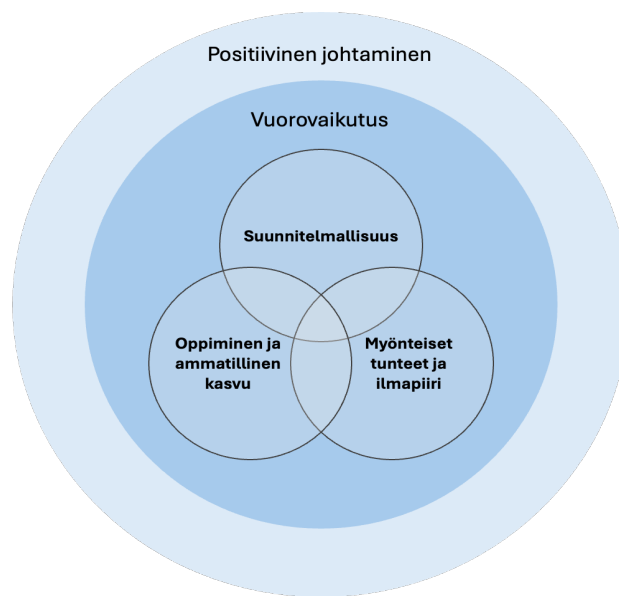 Positiivinen johtaminen
Vuorovaikutus
Suunnitelmallisuus
Oppiminen ja
ammatillinen
kasvu
Myönteiset
tunteet ja
ilmapiiri